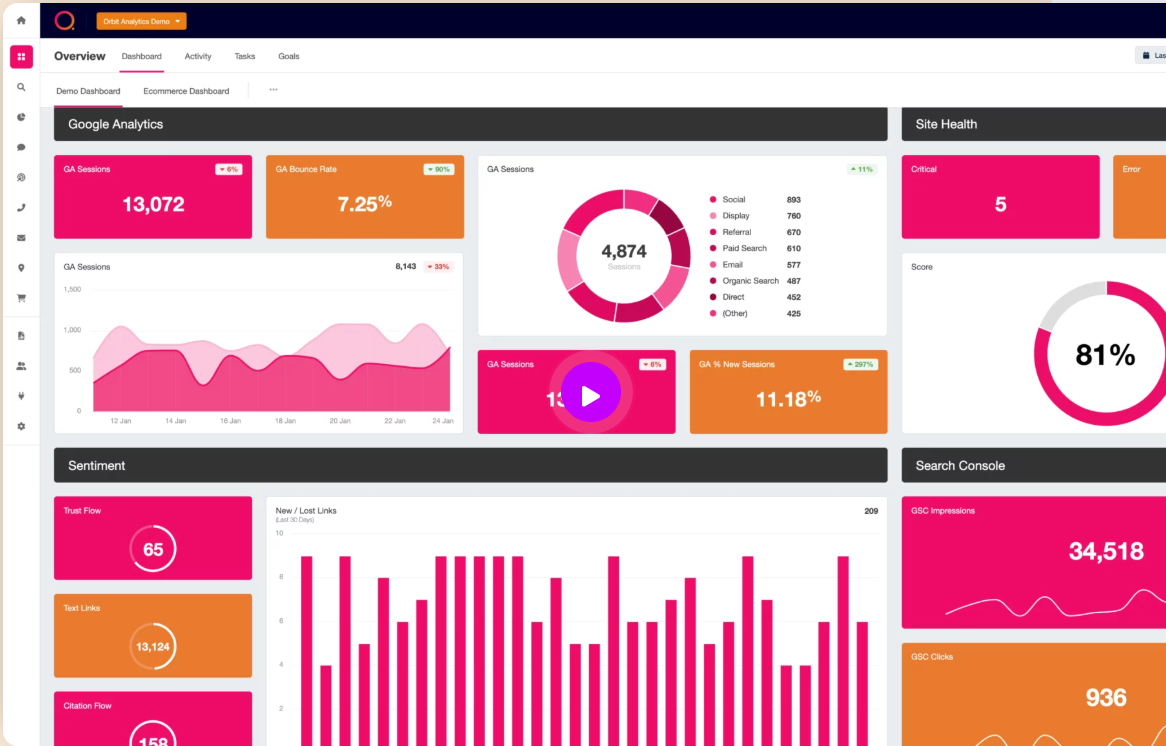 Orbit Analytics Demo
Overview
Dashboard
Activity
Tasks
Goals
Demo Dashboard
Ecommerce Dashboard
Google Analytics
GA Sessions
6%
13,072
GA Bounce Rate
90%
7.25%
GA Sessions
8,143
33%
1,500
1,000
500
0
12 Jan
14 Jan
16 Jan
18 Jan
20 Jan
22 Jan
24 Jan
GA Sessions
11%
4,874
Sessions
Social 893
Display 760
Referral 670
Paid Search 610
Email 577
Organic Search 487
Direct 452
(Other) 425
GA Sessions
6%
GA % New Sessions
297%
11.18%
Site Health
Critical
5
Error
Score
81%
Sentiment
Trust Flow
65
Text Links
13,124
Citation Flow
158
New / Lost Links
(Last 30 Days)
209
10
8
6
4
2
Search Console
GSC Impressions
34,518
GSC Clicks
936